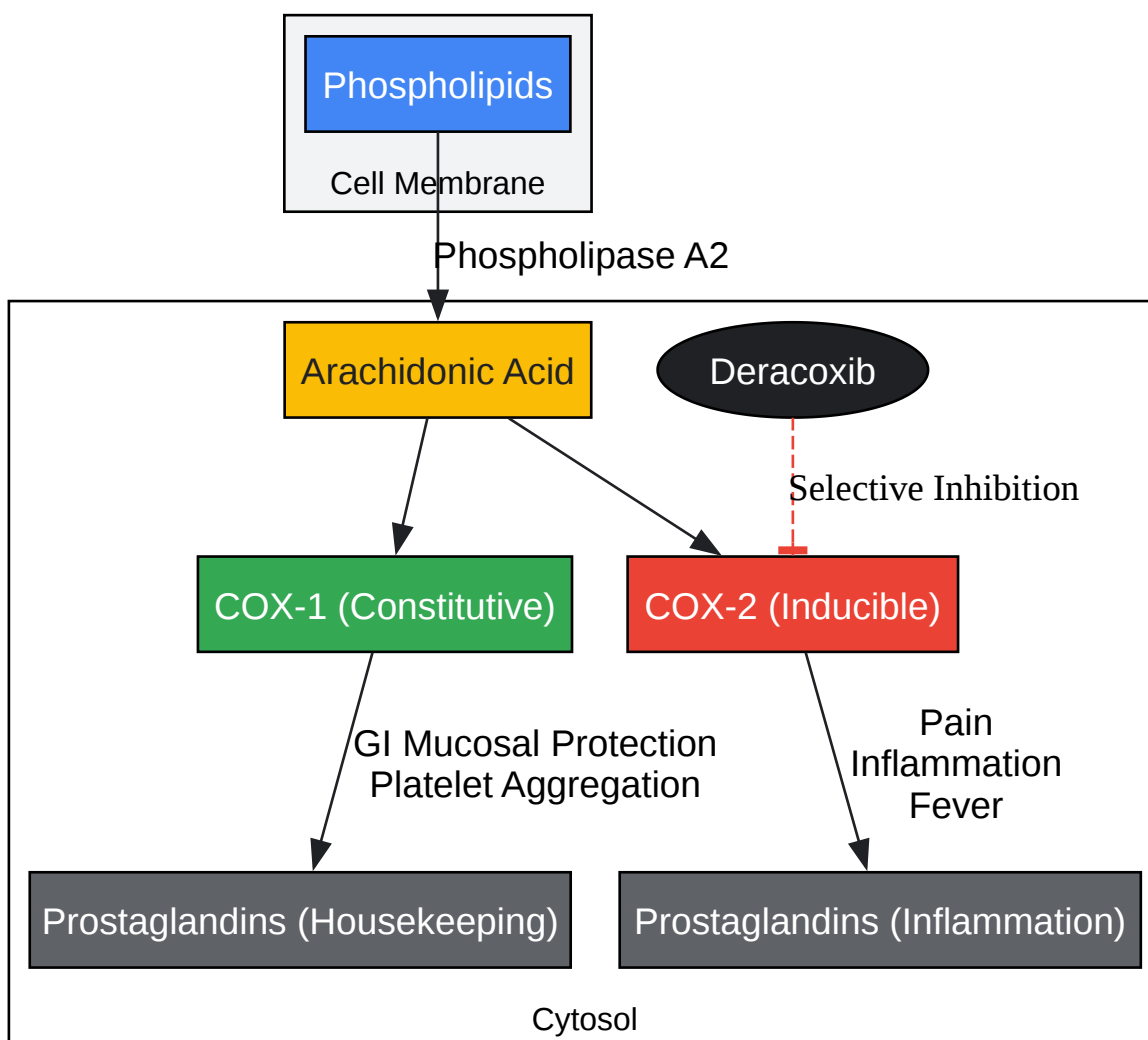 Phospholipids
Cell Membrane
Phospholipase A2
Arachidonic Acid
Deracoxib
Selective Inhibition
COX-1 (Constitutive)
COX-2 (Inducible)
GI Mucosal Protection
Platelet Aggregation
Pain
Inflammation
Fever
Prostaglandins (Housekeeping)
Prostaglandins (Inflammation)
Cytosol